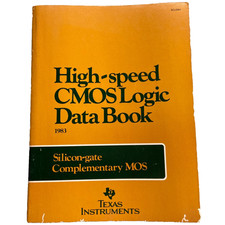 High-speed
CMOS Logic
Data Book
1983
Silicon-gate
Complementary MOS
TEXAS
INSTRUMENTS